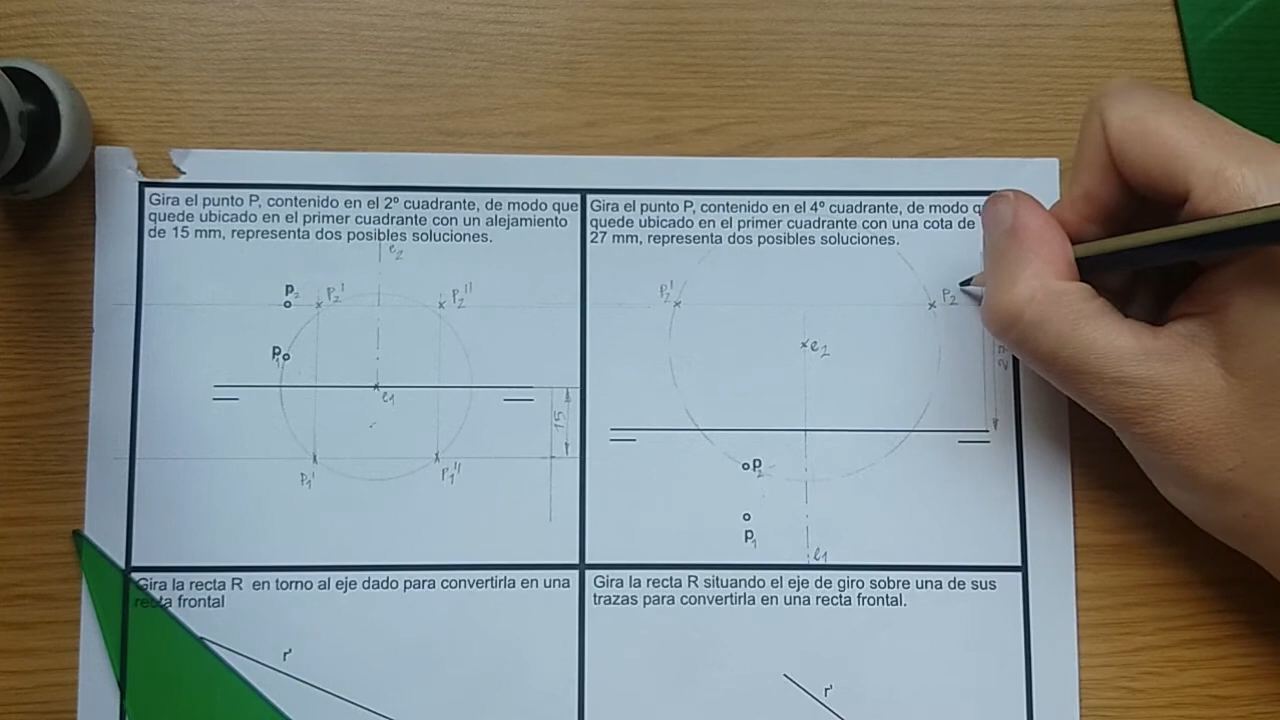 Gira el punto P, contenido en el 2º cuadrante, de modo que
quede ubicado en el primer cuadrante con un alejamiento
de 15 mm, representa dos posibles soluciones.
e2
P2
P2'
P2''
P1
e1
15
P1'
P1''
Gira el punto P, contenido en el 4º cuadrante, de modo
quede ubicado en el primer cuadrante con una cota de
27 mm, representa dos posibles soluciones.
P2'
P2
e2
P2
P1
e1
Gira la recta R en torno al eje dado para convertirla en una
recta frontal
r'
Gira la recta R situando el eje de giro sobre una de sus
trazas para convertirla en una recta frontal.
r'